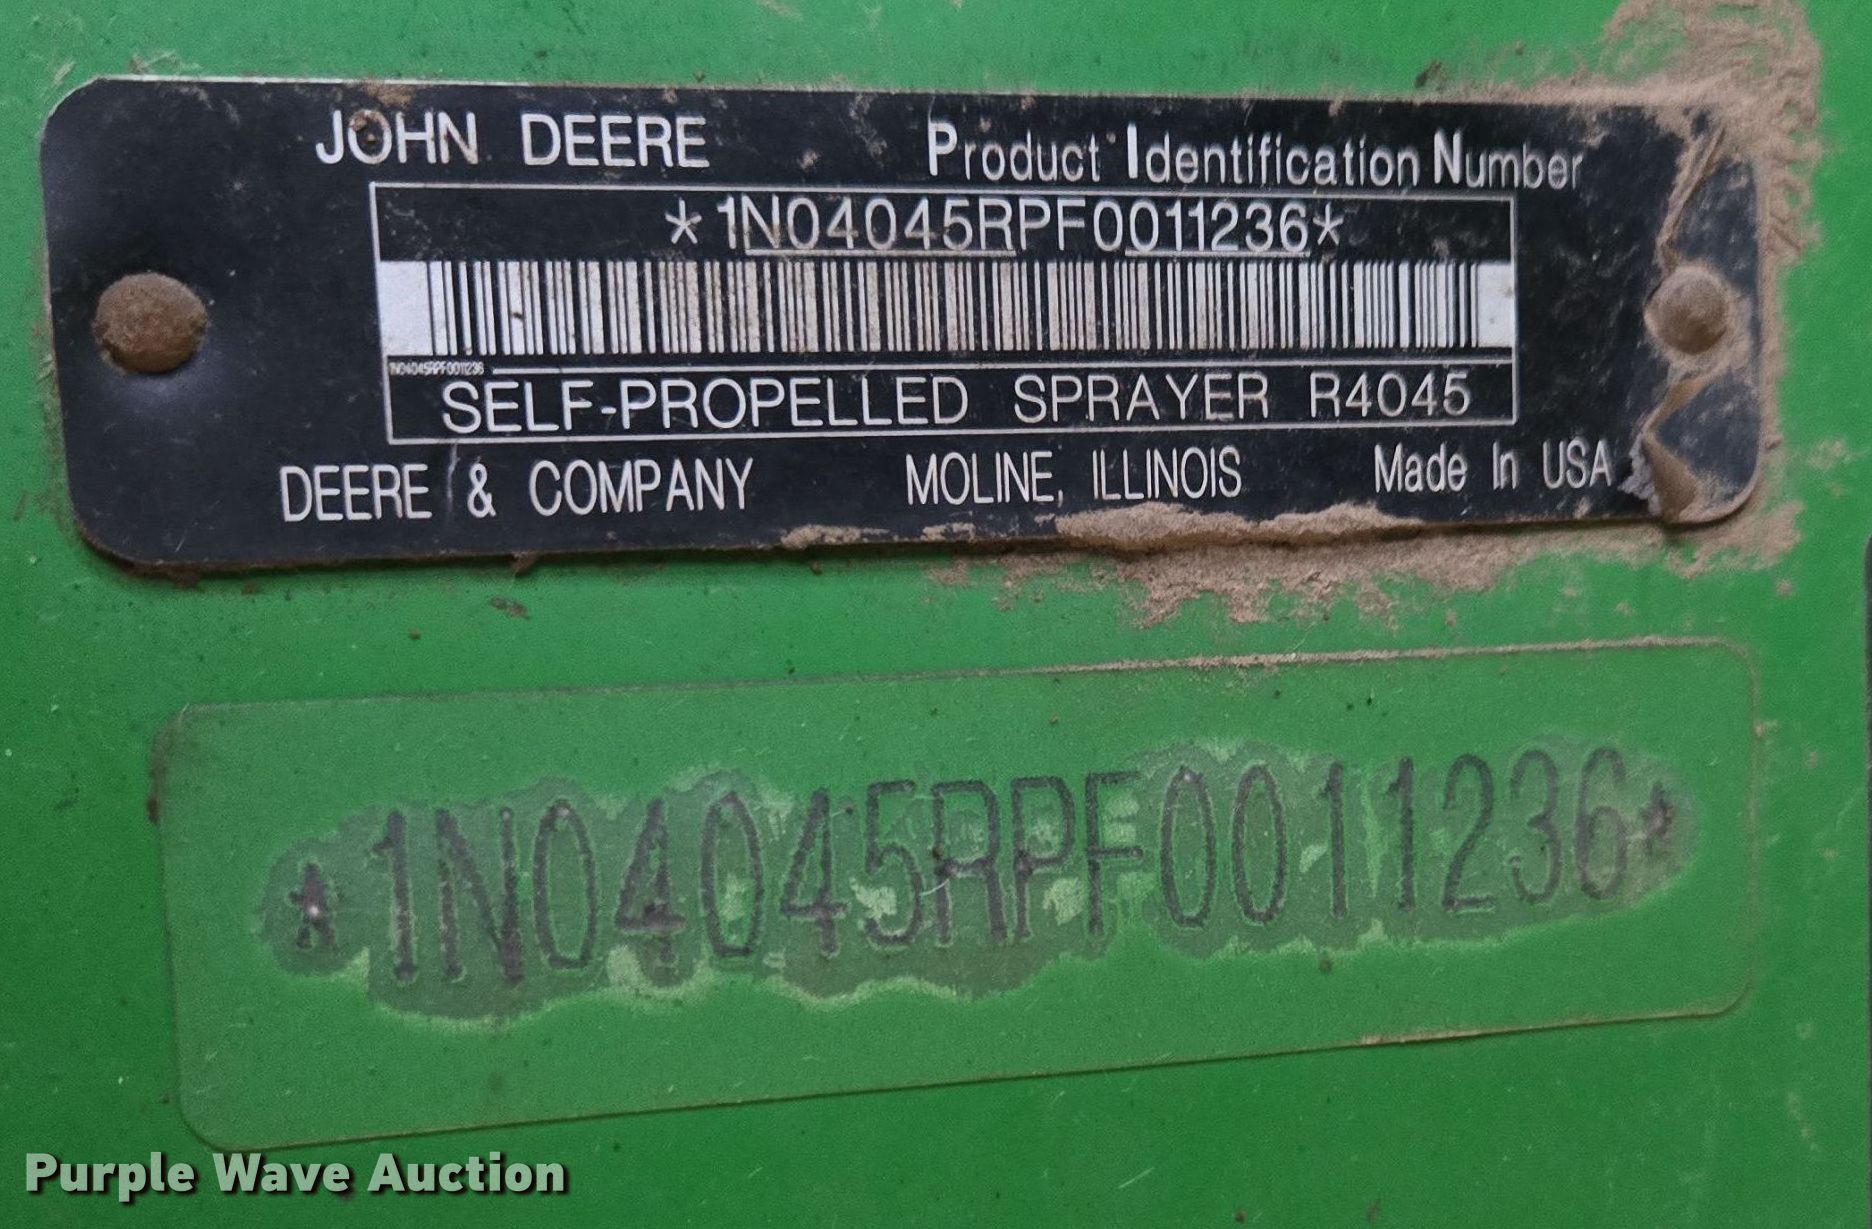 JOHN DEERE Product Identification Number
*1N04045RPF0011236*
1N04045RPF0011236
SELF-PROPELLED SPRAYER R4045
DEERE & COMPANY MOLINE, ILLINOIS Made In USA
*1N04045RPF0011236*
Purple Wave Auction